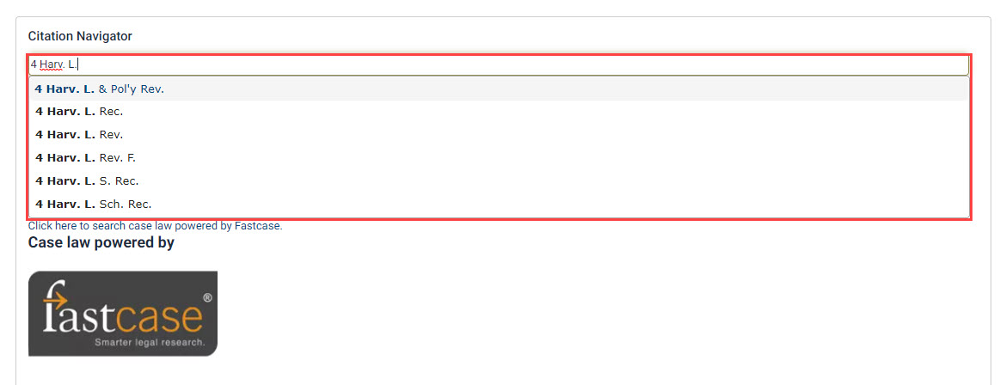 Citation Navigator
4 Harv. L.
4 Harv. L. & Pol'y Rev.
4 Harv. L. Rec.
4 Harv. L. Rev.
4 Harv. L. Rev. F.
4 Harv. L. S. Rec.
4 Harv. L. Sch. Rec.
Click here to search case law powered by Fastcase.
Case law powered by
fastcase®
Smarter legal research.